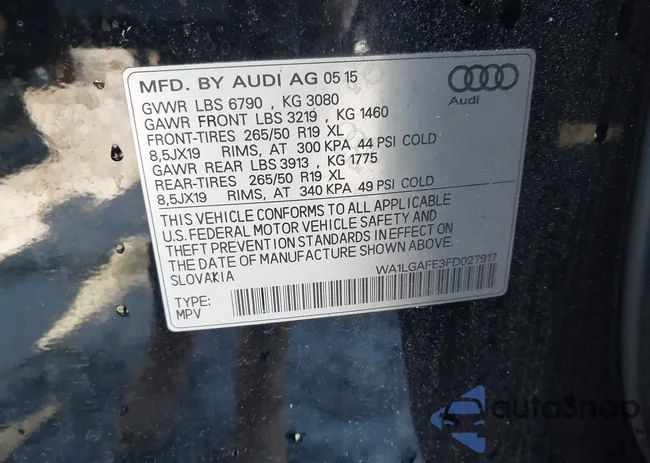 MFD. BY AUDI AG 05 15
GVWR LBS 6790 , KG 3080
GAWR FRONT LBS 3219 , KG 1460
FRONT-TIRES 265/50 R19 XL
8,5JX19 RIMS, AT 300 KPA 44 PSI COLD
GAWR REAR LBS 3913 , KG 1775
REAR-TIRES 265/50 R19 XL
8,5JX19 RIMS, AT 340 KPA 49 PSI COLD
Audi
THIS VEHICLE CONFORMS TO ALL APPLICABLE
U.S. FEDERAL MOTOR VEHICLE SAFETY AND
THEFT PREVENTION STANDARDS IN EFFECT ON
THE DATE OF MANUFACTURE SHOWN ABOVE.
SLOVAKIA
WA1LGAFE3FD027917
TYPE:
MPV
autoSnap